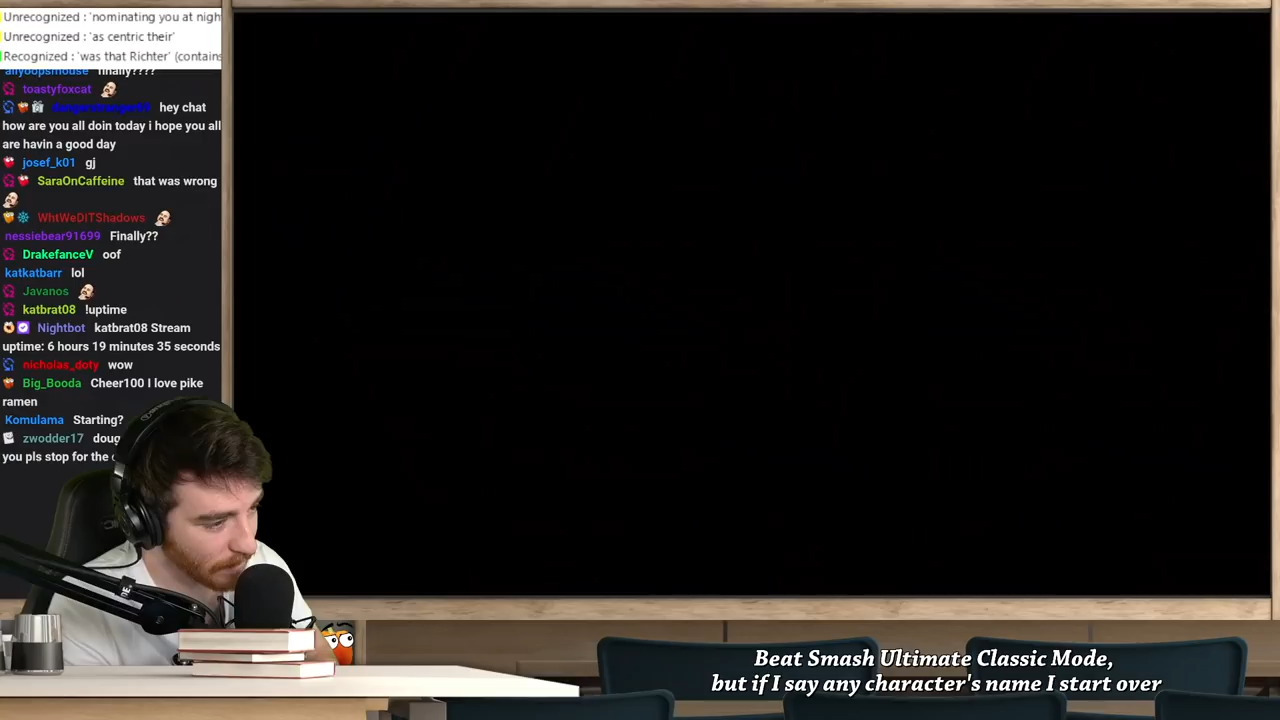 Unrecognized : 'nominating you at nigh
Unrecognized : 'as centric their'
Recognized : 'was that Richter' (contains
allyoopsmouse finally????
toastyfoxcat
hey chat
how are you all doin today i hope you all
are havin a good day
josef_k01 gj
SaraOnCaffeine that was wrong
WhtWeDITShadows
nessiebear91699 Finally??
DrakefanceV oof
katkatbarr lol
Javanos
katbrat08 !uptime
Nightbot katbrat08 Stream
uptime: 6 hours 19 minutes 35 seconds
nicholas_doty wow
Big_Booda Cheer100 I love pike
ramen
Komulama Starting?
zwodder17 doug
you pls stop for the
Beat Smash Ultimate Classic Mode,
but if I say any character's name I start over